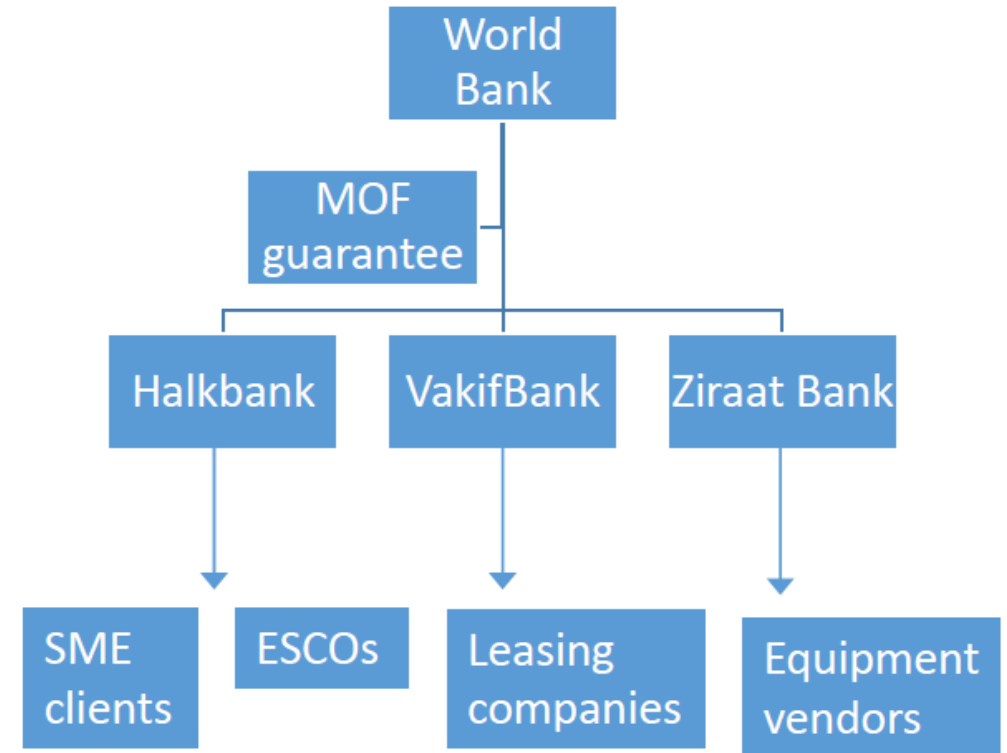 World
Bank
MOF
guarantee
Halkbank
VakifBank
Ziraat Bank
SME
clients
ESCOs
Leasing
companies
Equipment
vendors